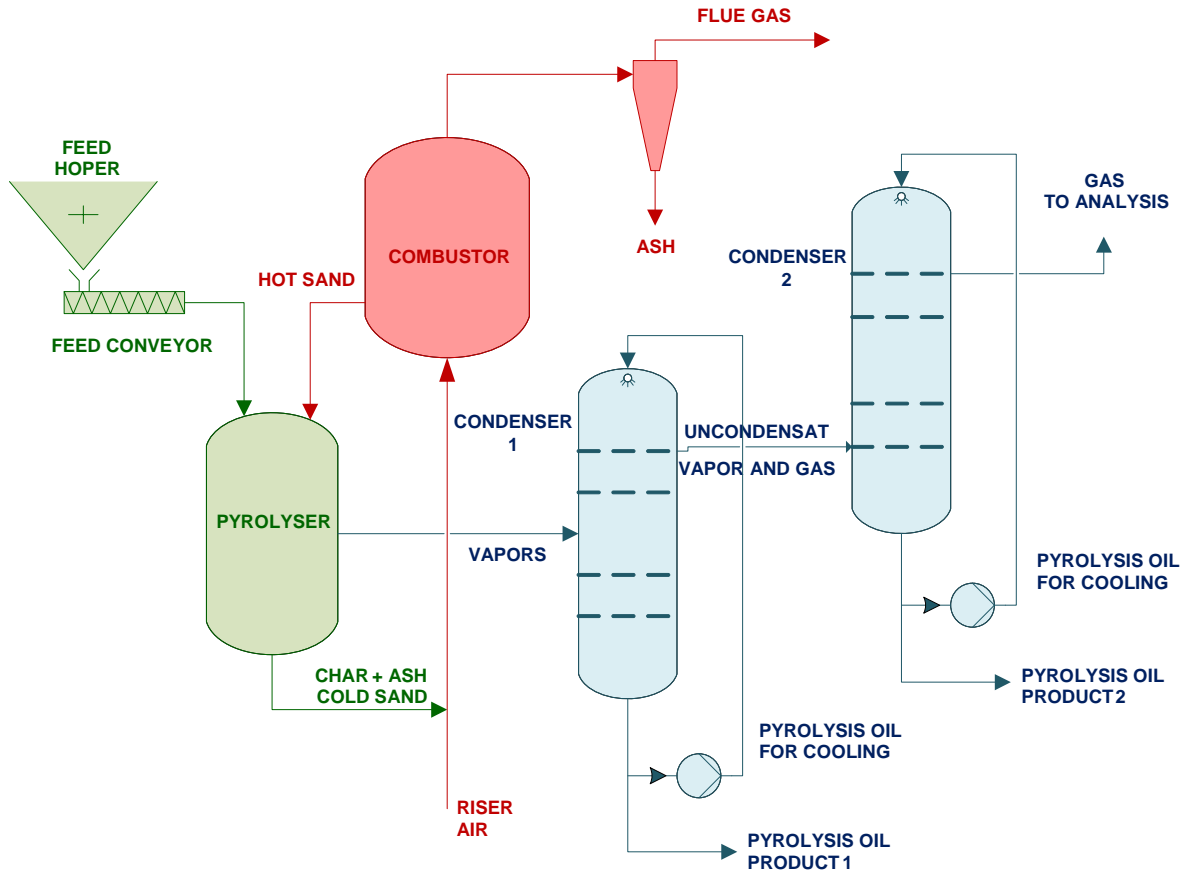 FLUE GAS
FEED
HOPER
GAS
TO ANALYSIS
ASH
COMBUSTOR
CONDENSER
2
HOT SAND
FEED CONVEYOR
CONDENSER
1
UNCONDENSAT
VAPOR AND GAS
PYROLYSER
VAPORS
PYROLYSIS OIL
FOR COOLING
CHAR + ASH
COLD SAND
PYROLYSIS OIL
PRODUCT 2
PYROLYSIS OIL
FOR COOLING
RISER
AIR
PYROLYSIS OIL
PRODUCT 1